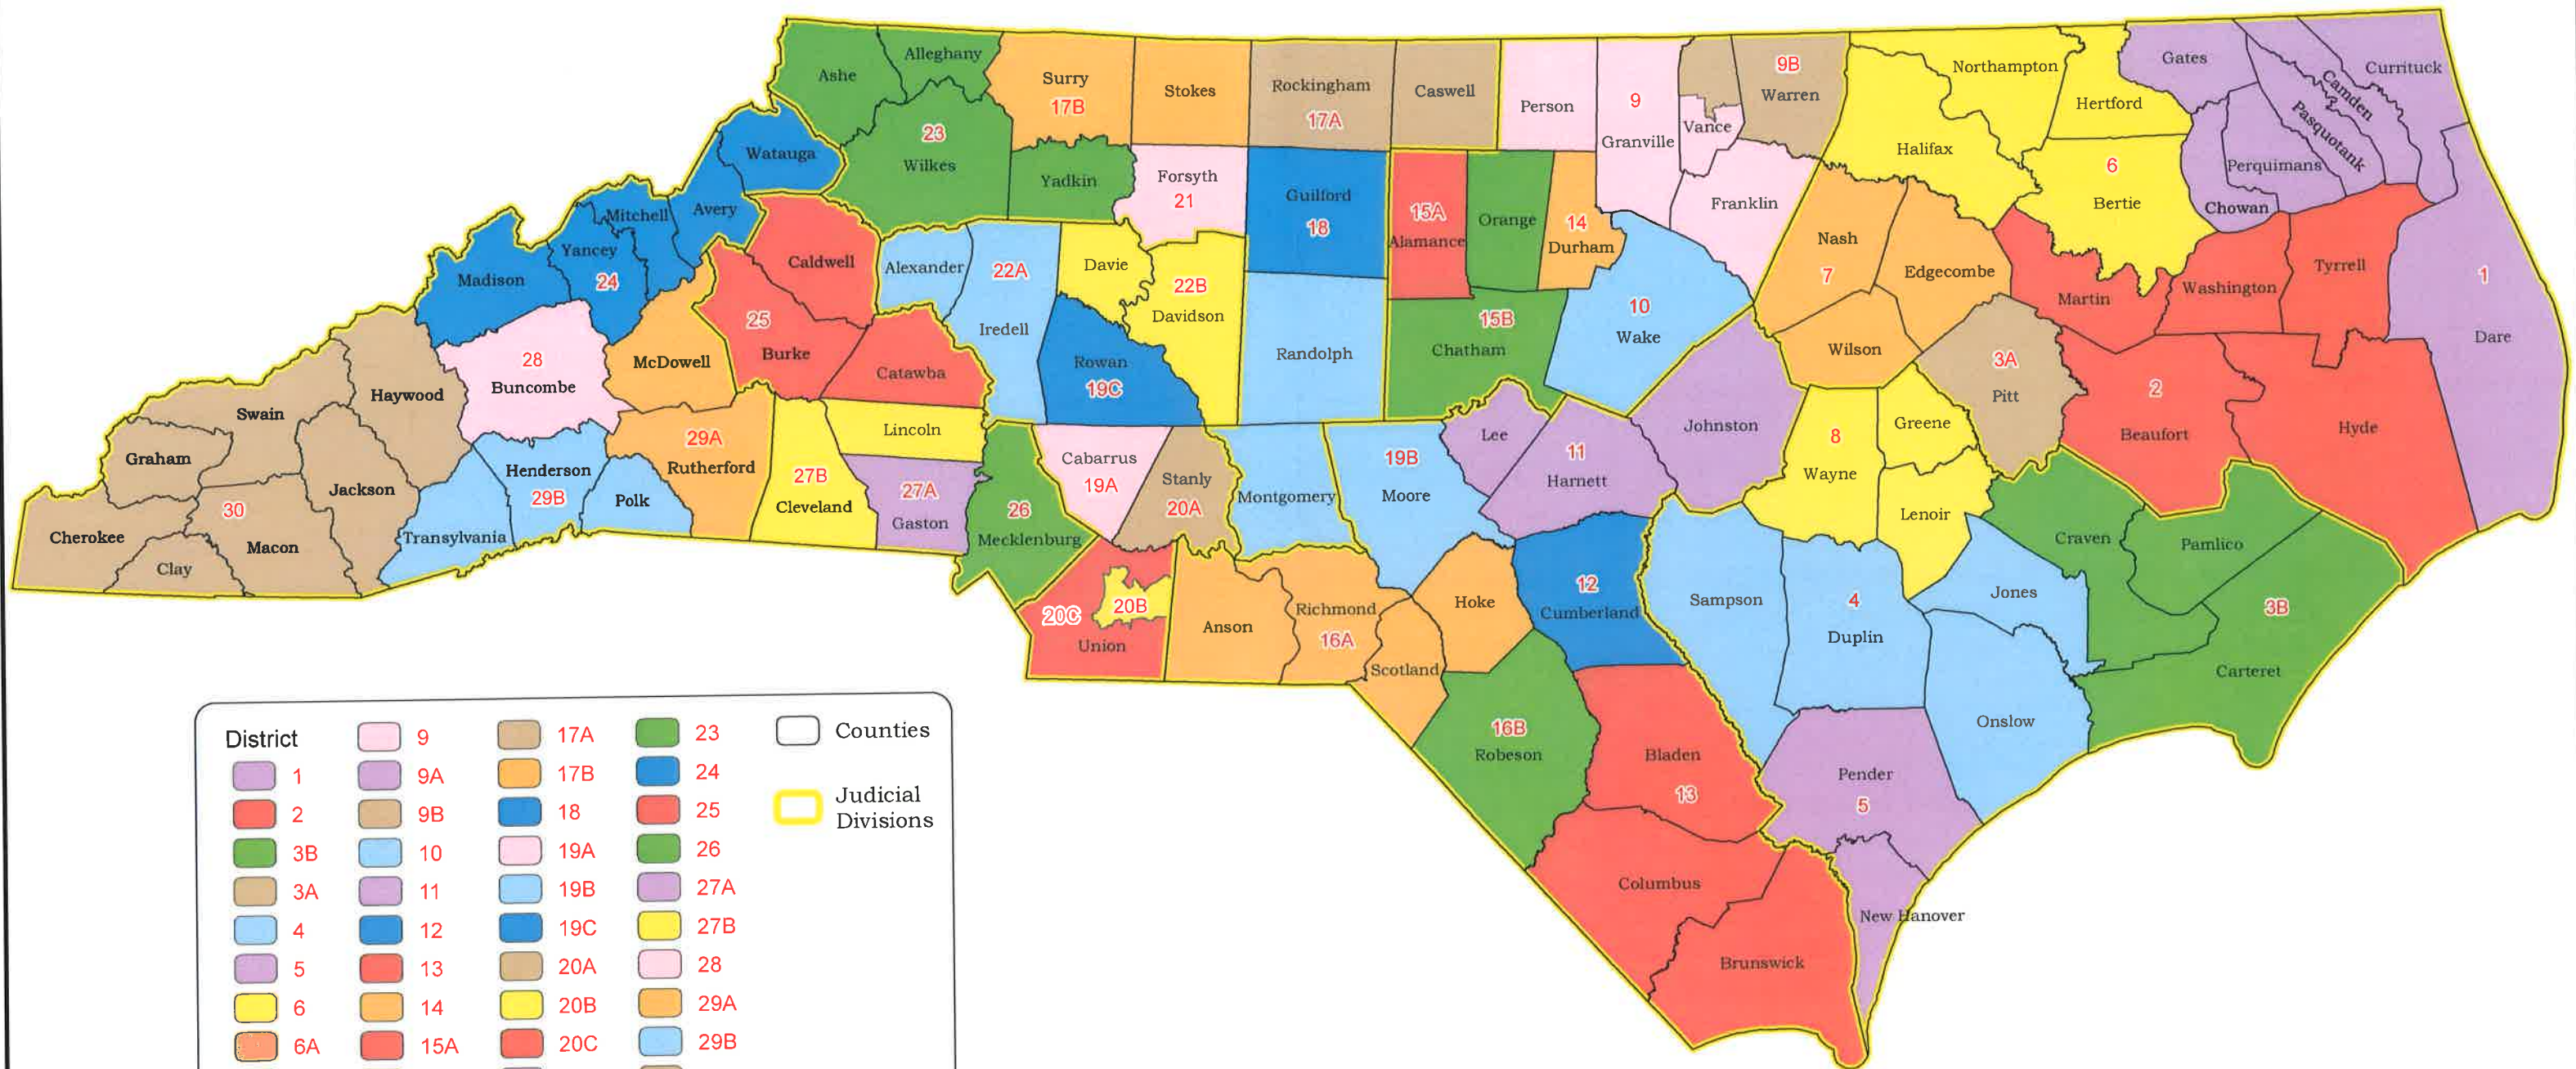 Ashe
Alleghany
Surry
17B
Stokes
Rockingham
17A
Caswell
Person
9
Granville
Vance
9B
Warren
Northampton
Halifax
Hertford
Gates
Camden
Pasquotank
Currituck
Perquimans
Chowan
6
Bertie
Watauga
23
Wilkes
Yadkin
Forsyth
21
Guilford
18
15A
Alamance
Orange
14
Durham
Franklin
Nash
7
Edgecombe
Martin
Washington
Tyrrell
1
Dare
Mitchell
Avery
Yancey
24
Madison
Caldwell
Alexander
22A
Iredell
Davie
22B
Davidson
Randolph
15B
Chatham
10
Wake
Wilson
3A
Pitt
2
Beaufort
Hyde
28
Buncombe
McDowell
25
Burke
Catawba
Rowan
19C
Haywood
Swain
Graham
Jackson
Cherokee
30
Macon
Clay
Transylvania
Henderson
29B
Polk
29A
Rutherford
27B
Cleveland
Lincoln
27A
Gaston
26
Mecklenburg
Cabarrus
19A
Stanly
20A
Montgomery
19B
Moore
Lee
11
Harnett
Johnston
8
Wayne
Greene
Lenoir
Craven
Pamlico
3B
Carteret
Jones
Onslow
20C
20B
Union
Anson
Richmond
16A
Scotland
Hoke
12
Cumberland
Sampson
4
Duplin
16B
Robeson
Bladen
13
Pender
5
Columbus
New Hanover
Brunswick
District
1
2
3B
3A
4
5
6
6A
9
9A
9B
10
11
12
13
14
15A
17A
17B
18
19A
19B
19C
20A
20B
20C
23
24
25
26
27A
27B
28
29A
29B
Counties
Judicial
Divisions